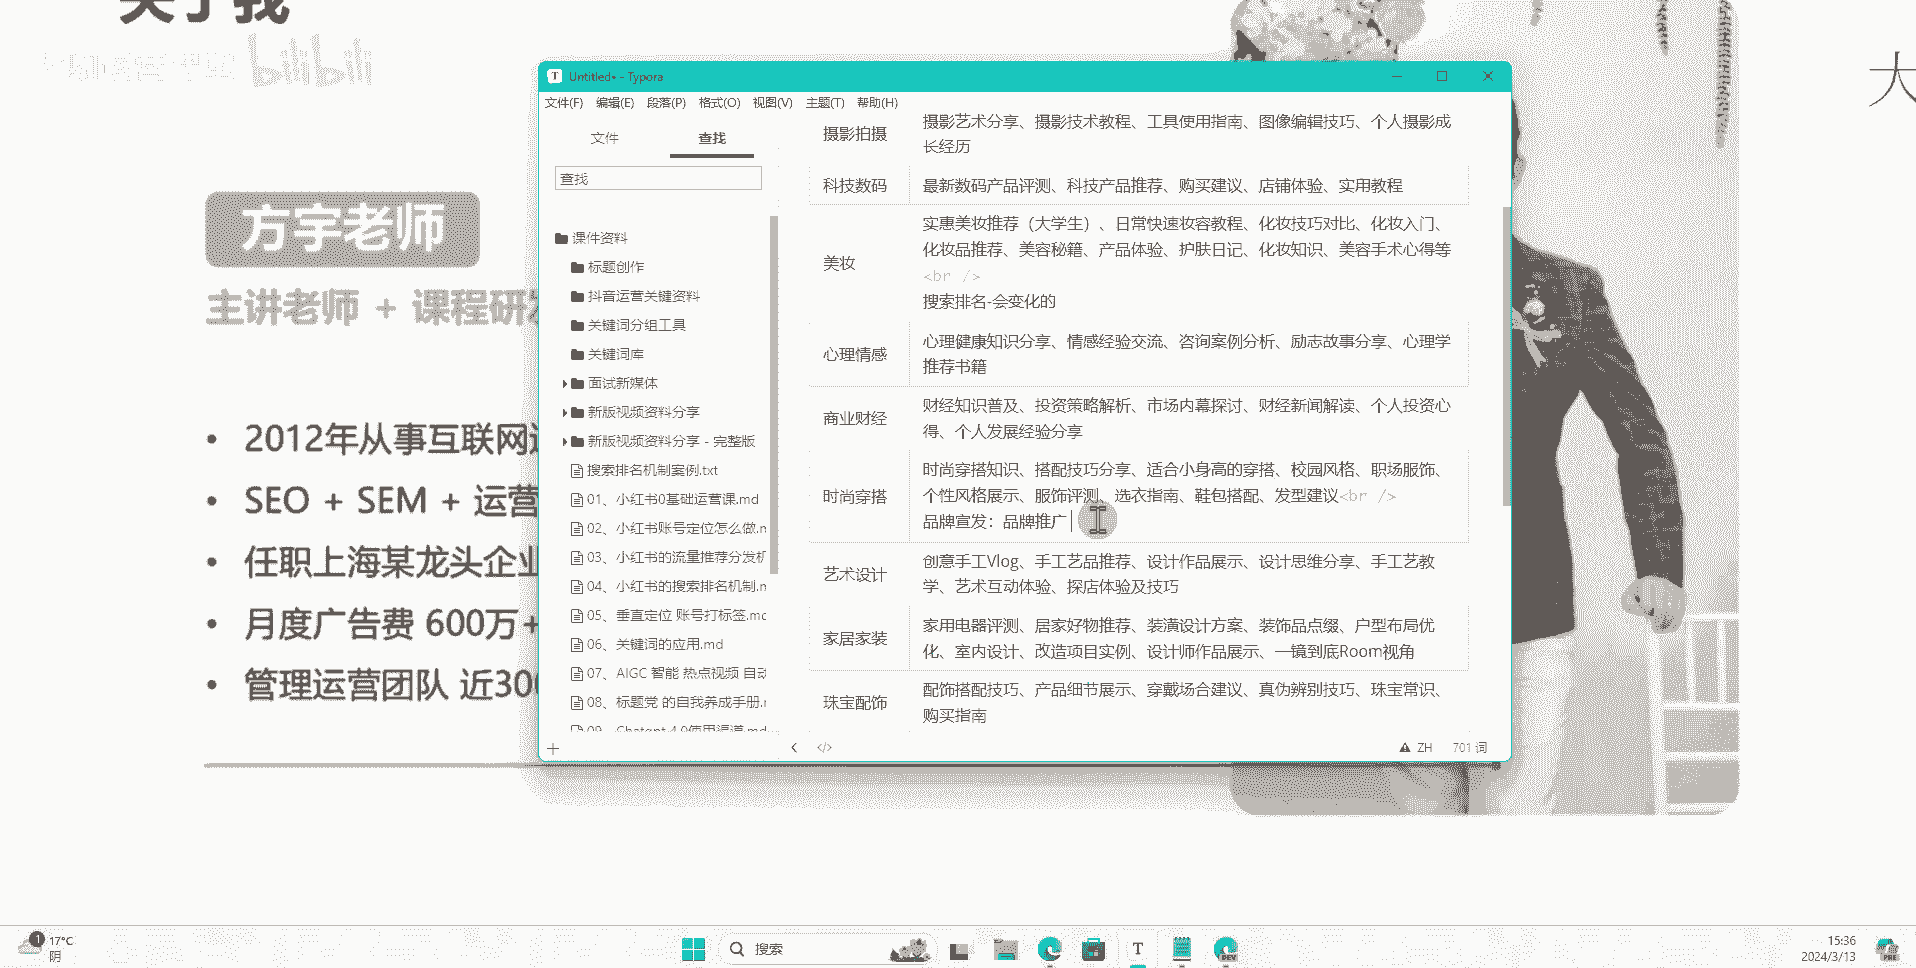 关于我
bilibili
大
方宇老师
主讲老师 + 课程研发
2012年从事互联网运
SEO + SEM + 运营
任职上海某龙头企业
月度广告费 600万+
管理运营团队 近300
Untitled• - Typora
文件(F) 编辑(E) 段落(P) 格式(O) 视图(V) 主题(T) 帮助(H)
文件 查找
查找
课件资料
标题创作
抖音运营关键资料
关键词分组工具
关键词库
面试新媒体
新版视频资料分享
新版视频资料分享 - 完整版
搜索排名机制案例.txt
01、小红书0基础运营课.md
02、小红书账号定位怎么做.m
03、小红书的流量推荐分发机
04、小红书的搜索排名机制.m
05、垂直定位 账号打标签.md
06、关键词的应用.md
07、AIGC 智能 热点视频 自动
08、标题党 的自我养成手册.m
09、Chatgpt 4.0使用渠道.md
摄影拍摄
摄影艺术分享、摄影技术教程、工具使用指南、图像编辑技巧、个人摄影成
长经历
科技数码
最新数码产品评测、科技产品推荐、购买建议、店铺体验、实用教程
美妆
实惠美妆推荐（大学生）、日常快速妆容教程、化妆技巧对比、化妆入门、
化妆品推荐、美容秘籍、产品体验、护肤日记、化妆知识、美容手术心得等
<br />
搜索排名-会变化的
心理情感
心理健康知识分享、情感经验交流、咨询案例分析、励志故事分享、心理学
推荐书籍
商业财经
财经知识普及、投资策略解析、市场内幕探讨、财经新闻解读、个人投资心
得、个人发展经验分享
时尚穿搭
时尚穿搭知识、搭配技巧分享、适合小身高的穿搭、校园风格、职场服饰、
个性风格展示、服饰评测、选衣指南、鞋包搭配、发型建议<br />
品牌宣发：品牌推广
艺术设计
创意手工Vlog、手工艺品推荐、设计作品展示、设计思维分享、手工艺教
学、艺术互动体验、探店体验及技巧
家居家装
家用电器评测、居家好物推荐、装潢设计方案、装饰品点缀、户型布局优
化、室内设计、改造项目实例、设计师作品展示、一镜到底Room视角
珠宝配饰
配饰搭配技巧、产品细节展示、穿戴场合建议、真伪辨别技巧、珠宝常识、
购买指南
ZH 701 词
1
17°C
阴
搜索
T
DEV
15:36
2024/3/13
PRE